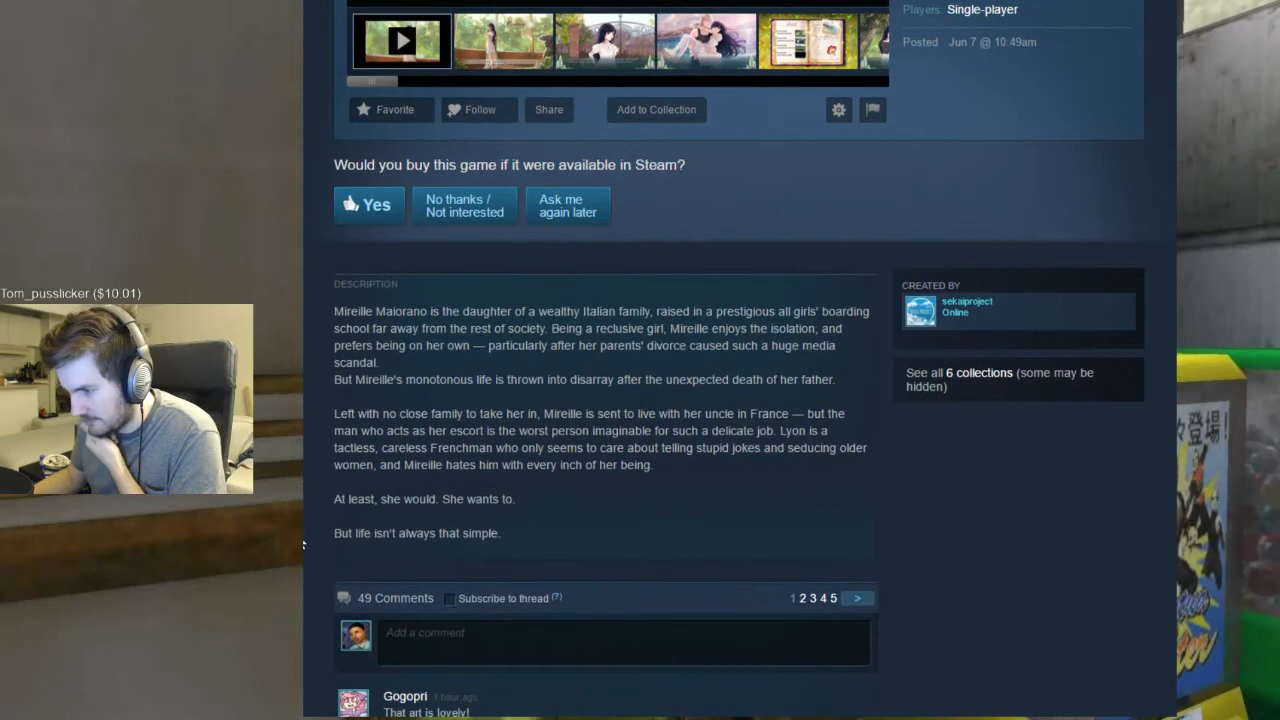 Players: Single-player
Posted Jun 7 @ 10:49am
Favorite
Follow
Share
Add to Collection
Would you buy this game if it were available in Steam?
Yes
No thanks /
Not interested
Ask me
again later
Tom_pusslicker ($10.01)
DESCRIPTION
Mireille Maiorano is the daughter of a wealthy Italian family, raised in a prestigious all girls' boarding
school far away from the rest of society. Being a reclusive girl, Mireille enjoys the isolation, and
prefers being on her own — particularly after her parents' divorce caused such a huge media
scandal.
But Mireille's monotonous life is thrown into disarray after the unexpected death of her father.
Left with no close family to take her in, Mireille is sent to live with her uncle in France — but the
man who acts as her escort is the worst person imaginable for such a delicate job. Lyon is a
tactless, careless Frenchman who only seems to care about telling stupid jokes and seducing older
women, and Mireille hates him with every inch of her being.
At least, she would. She wants to.
But life isn't always that simple.
CREATED BY
sekaiproject
Online
See all 6 collections (some may be
hidden)
49 Comments
Subscribe to thread (?)
1 2 3 4 5 >
Add a comment
Gogopri 1 hour ago
That art is lovely!
登場!